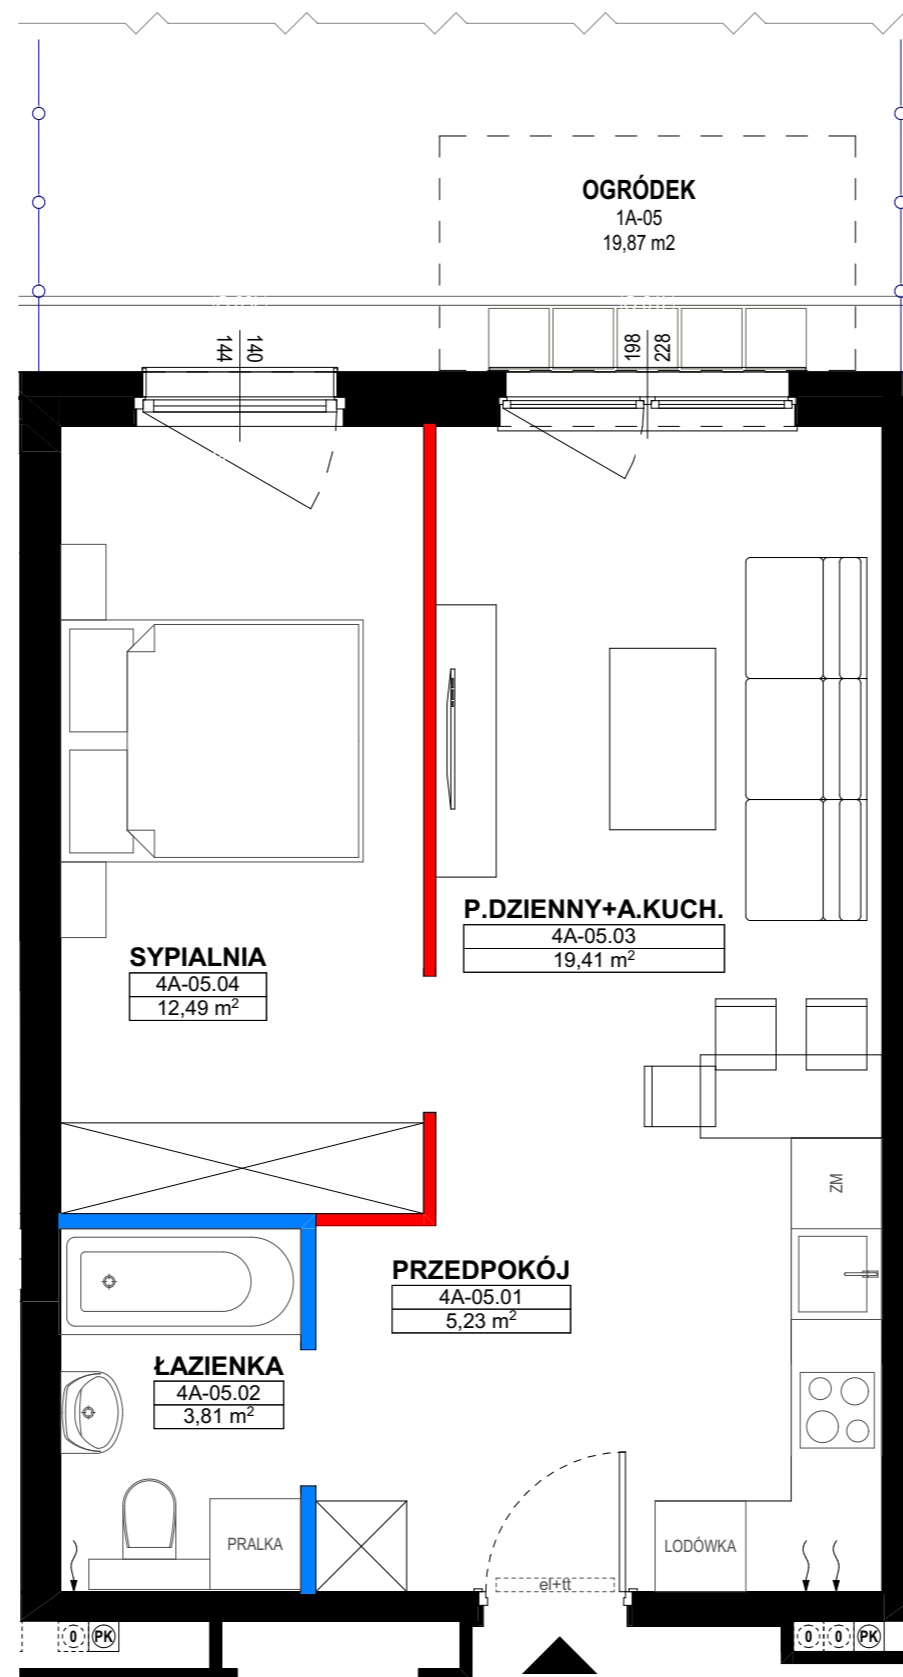 OGRÓDEK
1A-05
19,87 m2
144 140
198 228
P.DZIENNY+A.KUCH.
4A-05.03
19,41 m²
SYPIALNIA
4A-05.04
12,49 m²
ZM
PRZEDPOKÓJ
4A-05.01
5,23 m²
ŁAZIENKA
4A-05.02
3,81 m²
PRALKA
LODÓWKA
el+tt
0 PK
0 0 PK